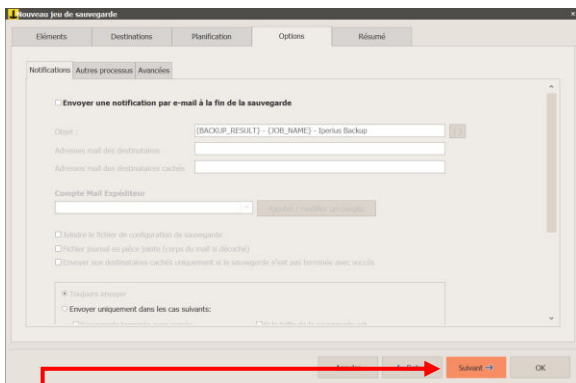 Nouveau jeu de sauvegarde
×
Eléments Destinations Planification Options Résumé
Notifications Autres processus Avancées
Envoyer une notification par e-mail à la fin de la sauvegarde
Objet : {BACKUP_RESULT} - {JOB_NAME} - Iperius Backup
Adresses mail des destinataires
Adresses mail des destinataires cachés
Compte Mail Expéditeur
Ajouter / modifier un compte
Joindre le fichier de configuration de sauvegarde
Fichier journal en pièce jointe (corps du mail si décoché)
Envoyer aux destinataires cachés uniquement si la sauvegarde s'est pas terminée avec succès
Toujours envoyer
Envoyer uniquement dans les cas suivants:
Suivant → OK